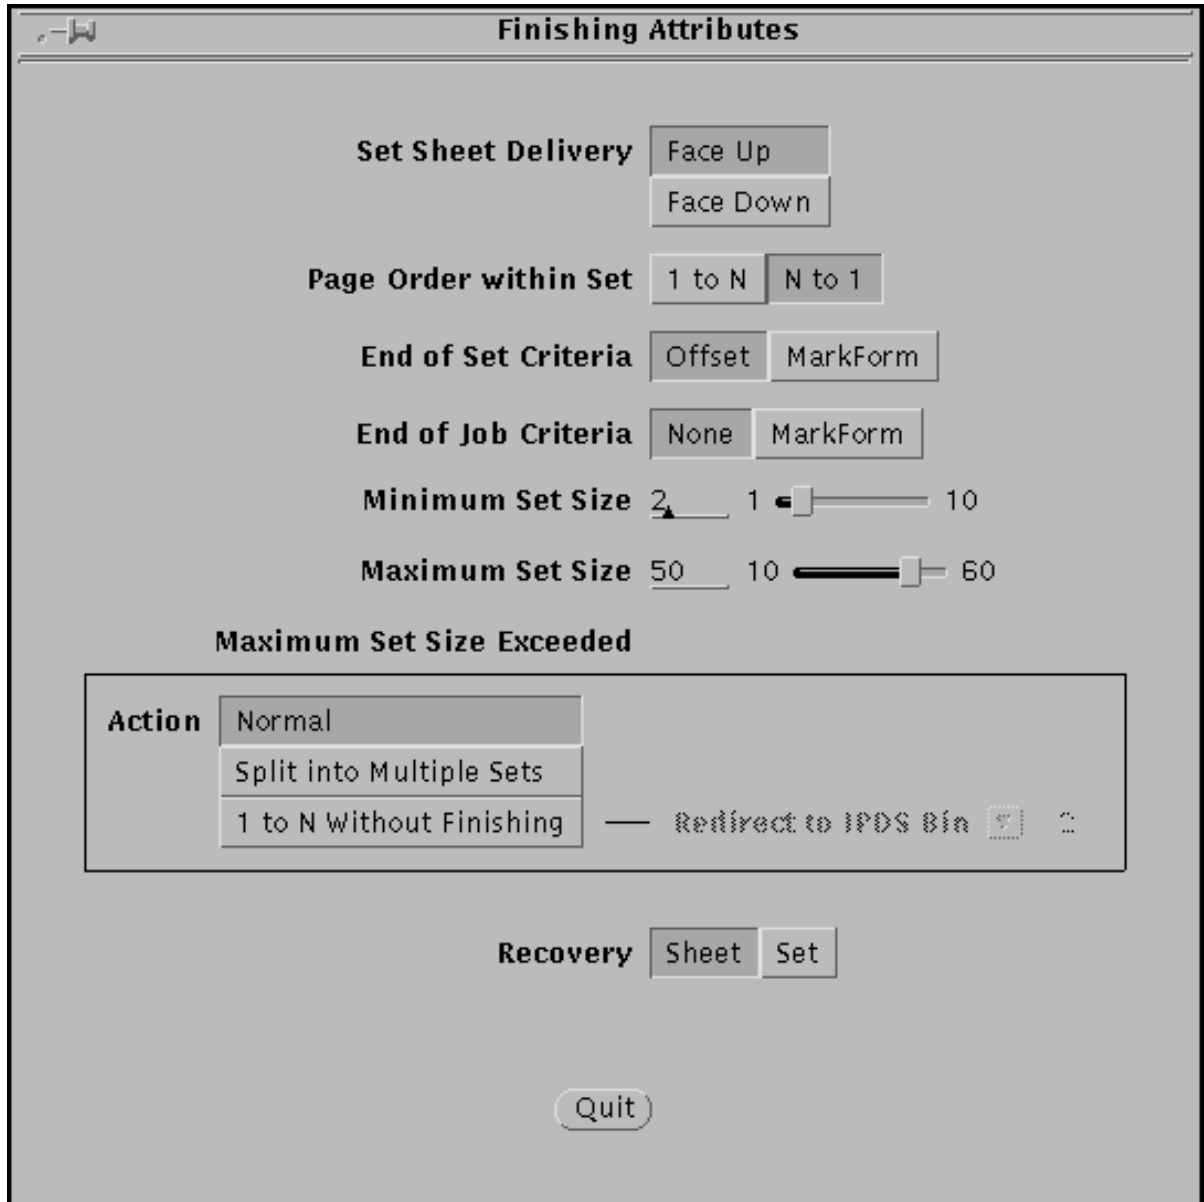 Finishing Attributes
Set Sheet Delivery Face Up
Face Down
Page Order within Set 1 to N N to 1
End of Set Criteria Offset MarkForm
End of Job Criteria None MarkForm
Minimum Set Size 2 1 10
Maximum Set Size 50 10 60
Maximum Set Size Exceeded
Action Normal
Split into Multiple Sets
1 to N Without Finishing Redirect to IPDS Bin
Recovery Sheet Set
Quit